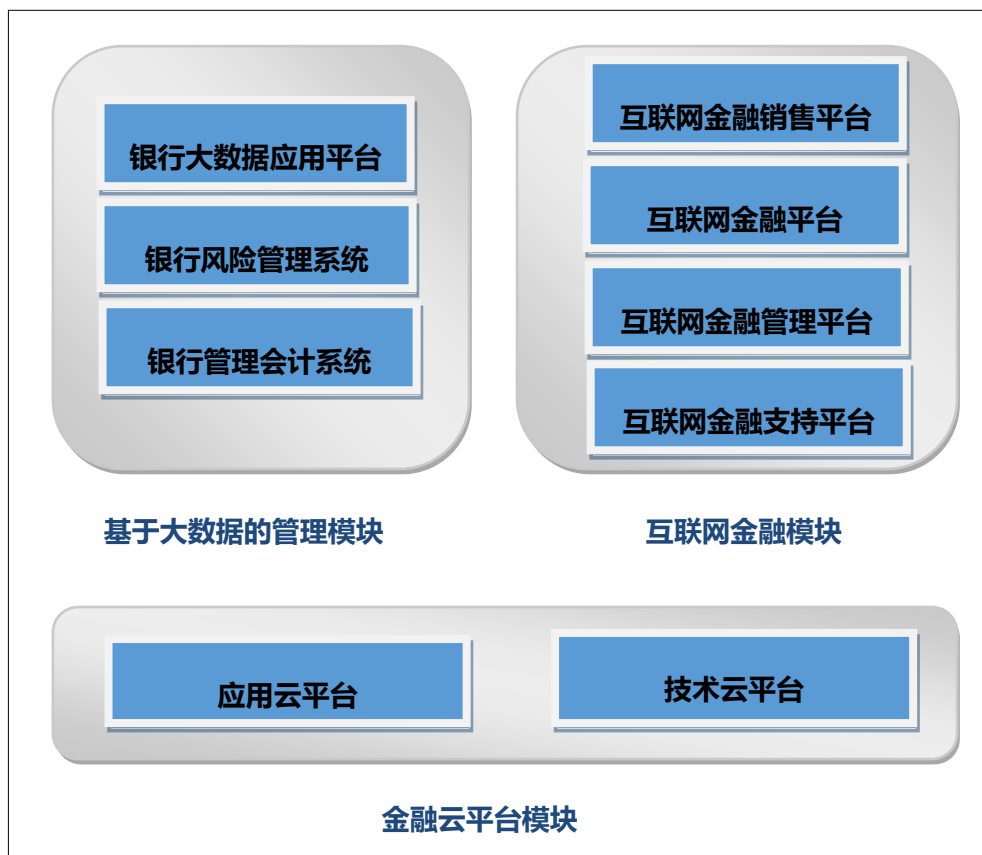 银行大数据应用平台
银行风险管理系统
银行管理会计系统
基于大数据的管理模块
互联网金融销售平台
互联网金融平台
互联网金融管理平台
互联网金融支持平台
互联网金融模块
应用云平台
技术云平台
金融云平台模块